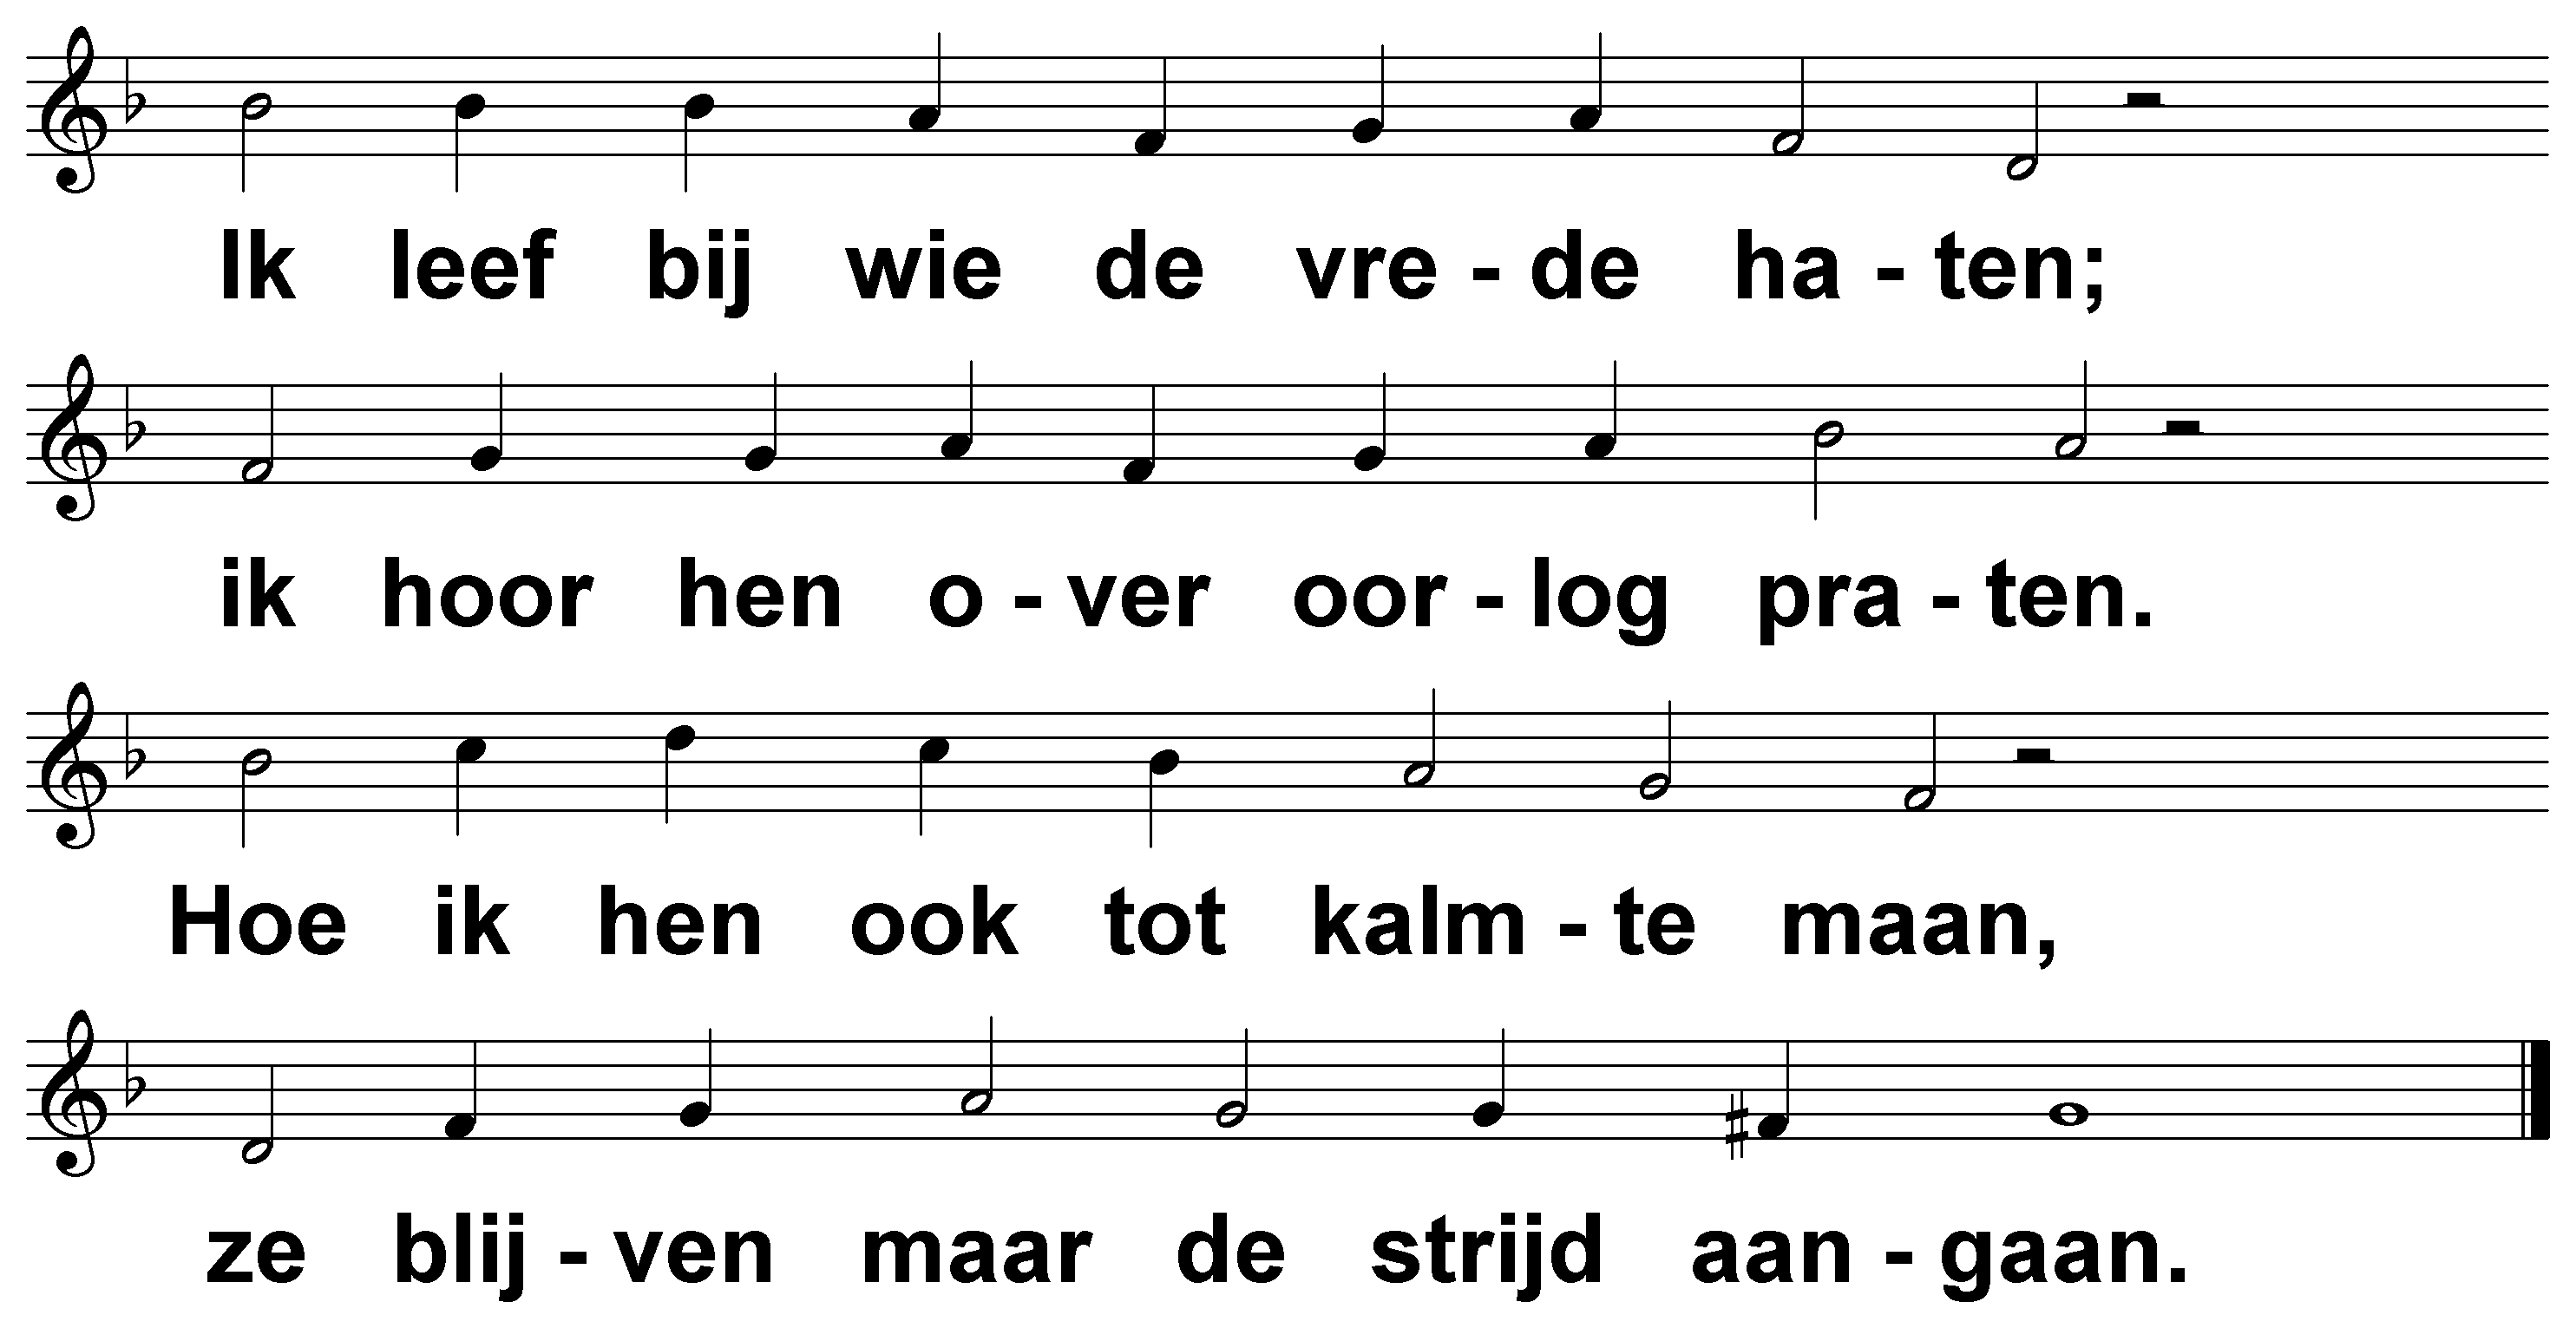 Ik leef bij wie de vre - de ha - ten;
ik hoor hen o - ver oor - log pra - ten.
Hoe ik hen ook tot kalm - te maan,
ze blij - ven maar de strijd aan - gaan.